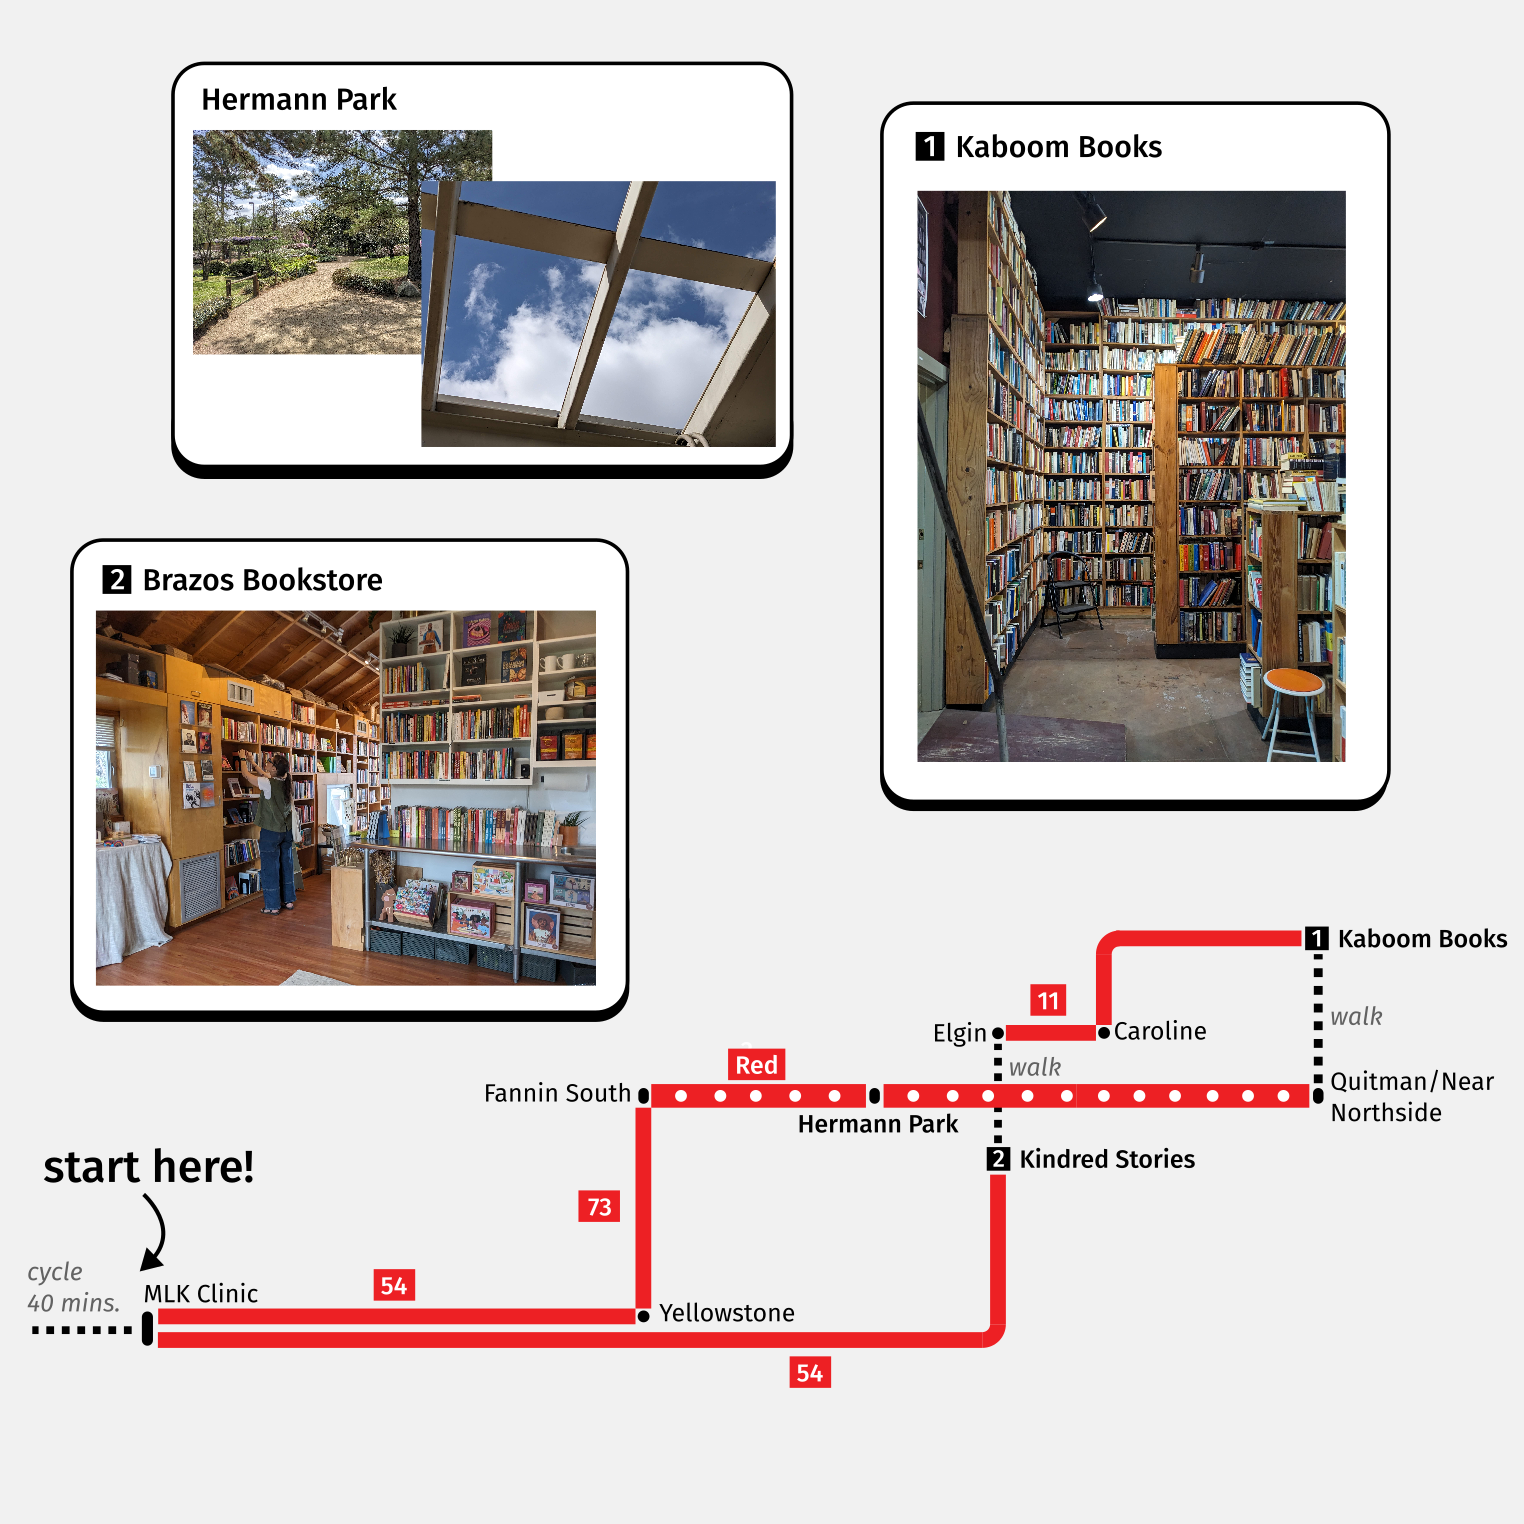 Hermann Park
1 Kaboom Books
2 Brazos Bookstore
1 Kaboom Books
11
walk
Elgin
Caroline
walk
Red
Fannin South
Quitman/Near
Northside
Hermann Park
2 Kindred Stories
start here!
73
cycle
40 mins.
MLK Clinic
54
Yellowstone
54